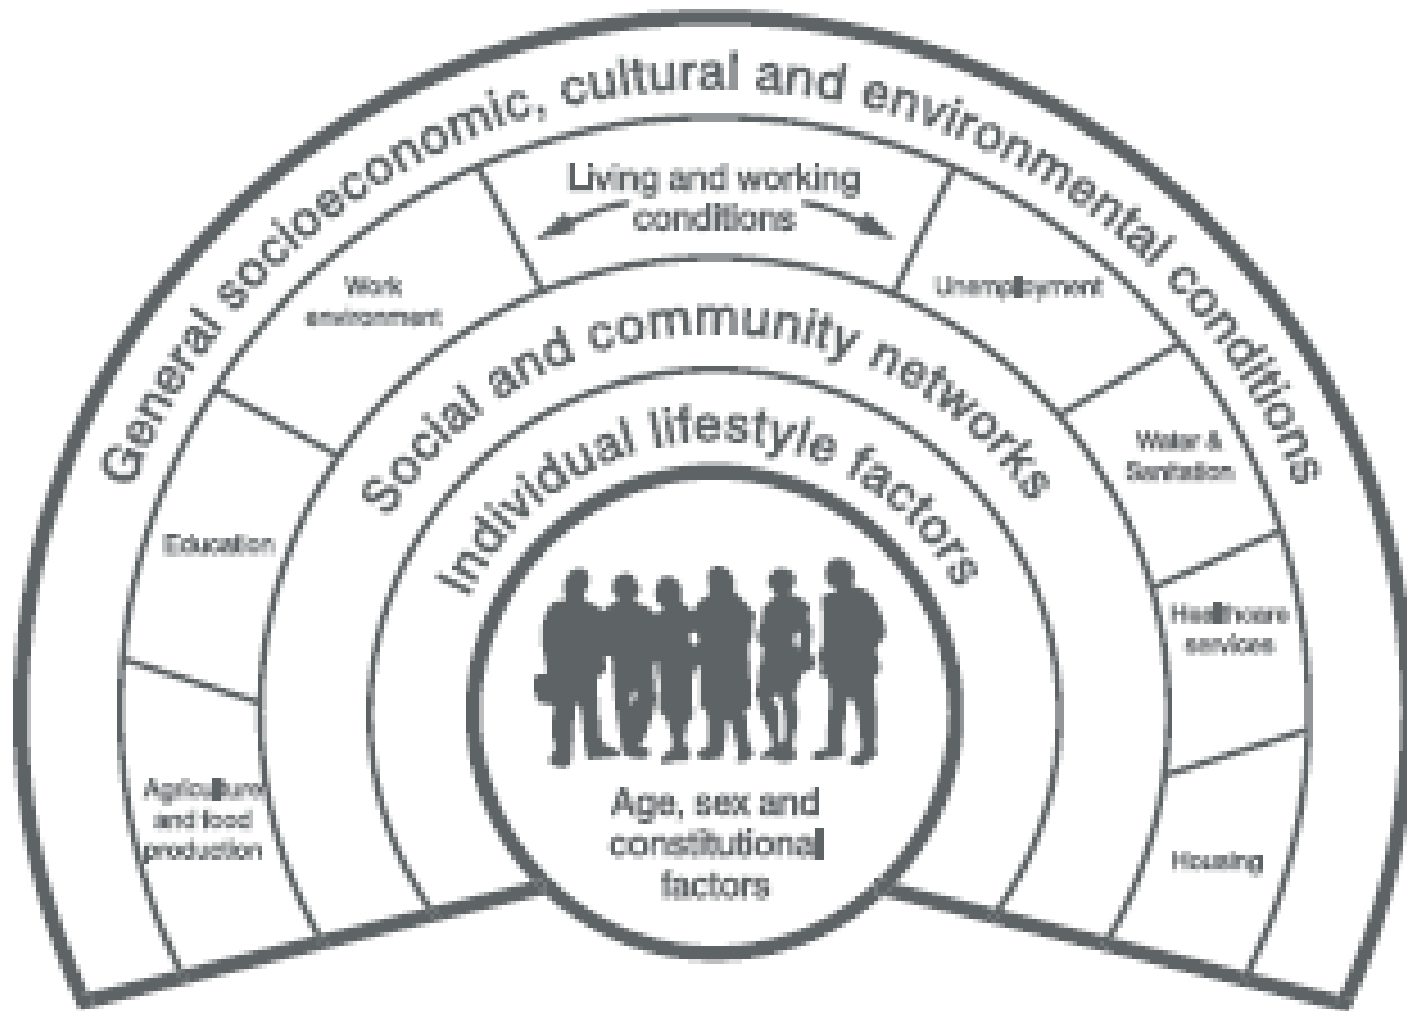 General socioeconomic, cultural and environmental conditions
Living and working
conditions
Work
environment
Unemployment
Education
Water &
Sanitation
Agriculture
and food
production
Healthcare
services
Housing
Social and community networks
Individual lifestyle factors
Age, sex and
constitutional
factors